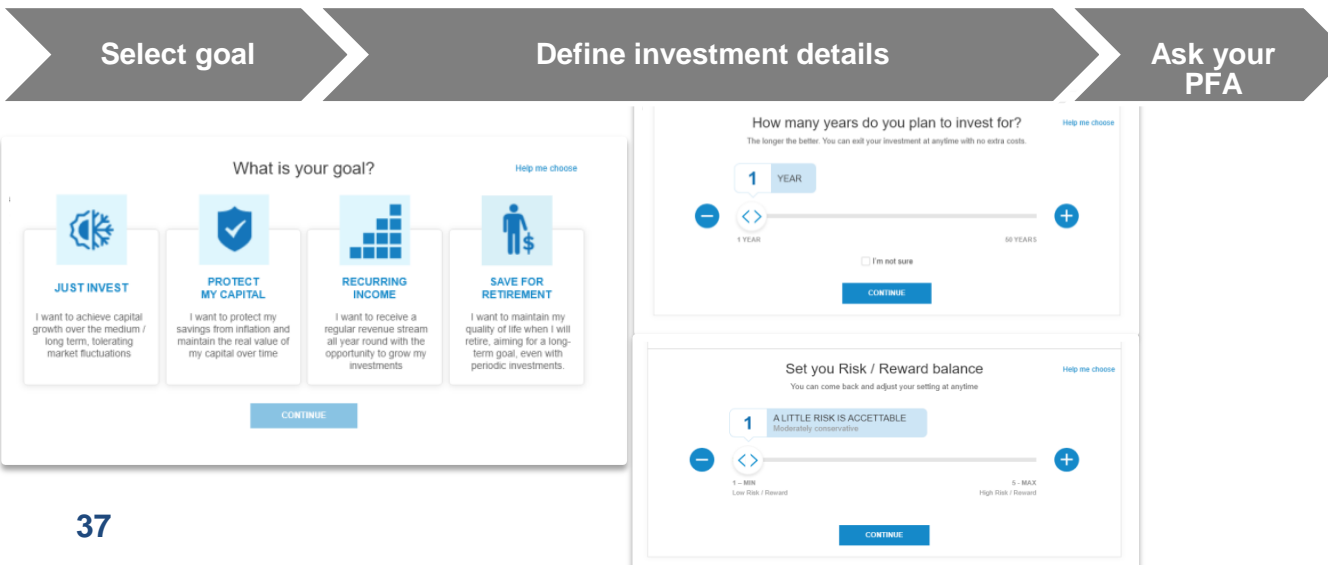 Select goal
Define investment details
Ask your
PFA
What is your goal?
Help me choose
JUST INVEST
I want to achieve capital
growth over the medium /
long term, tolerating
market fluctuations
PROTECT
MY CAPITAL
I want to protect my
savings from inflation and
maintain the real value of
my capital over time
RECURRING
INCOME
I want to receive a
regular revenue stream
all year round with the
opportunity to grow my
investments
$
SAVE FOR
RETIREMENT
I want to maintain my
quality of life when I will
retire, aiming for a long-
term goal, even with
periodic investments.
CONTINUE
How many years do you plan to invest for?
Help me choose
The longer the better. You can exit your investment at anytime with no extra costs.
1 YEAR
1 YEAR
50 YEARS
I'm not sure
CONTINUE
Set you Risk / Reward balance
Help me choose
You can come back and adjust your setting at anytime
1
A LITTLE RISK IS ACCETTABLE
Moderately conservative
1 – MIN
Low Risk / Reward
5 - MAX
High Risk / Reward
CONTINUE
37